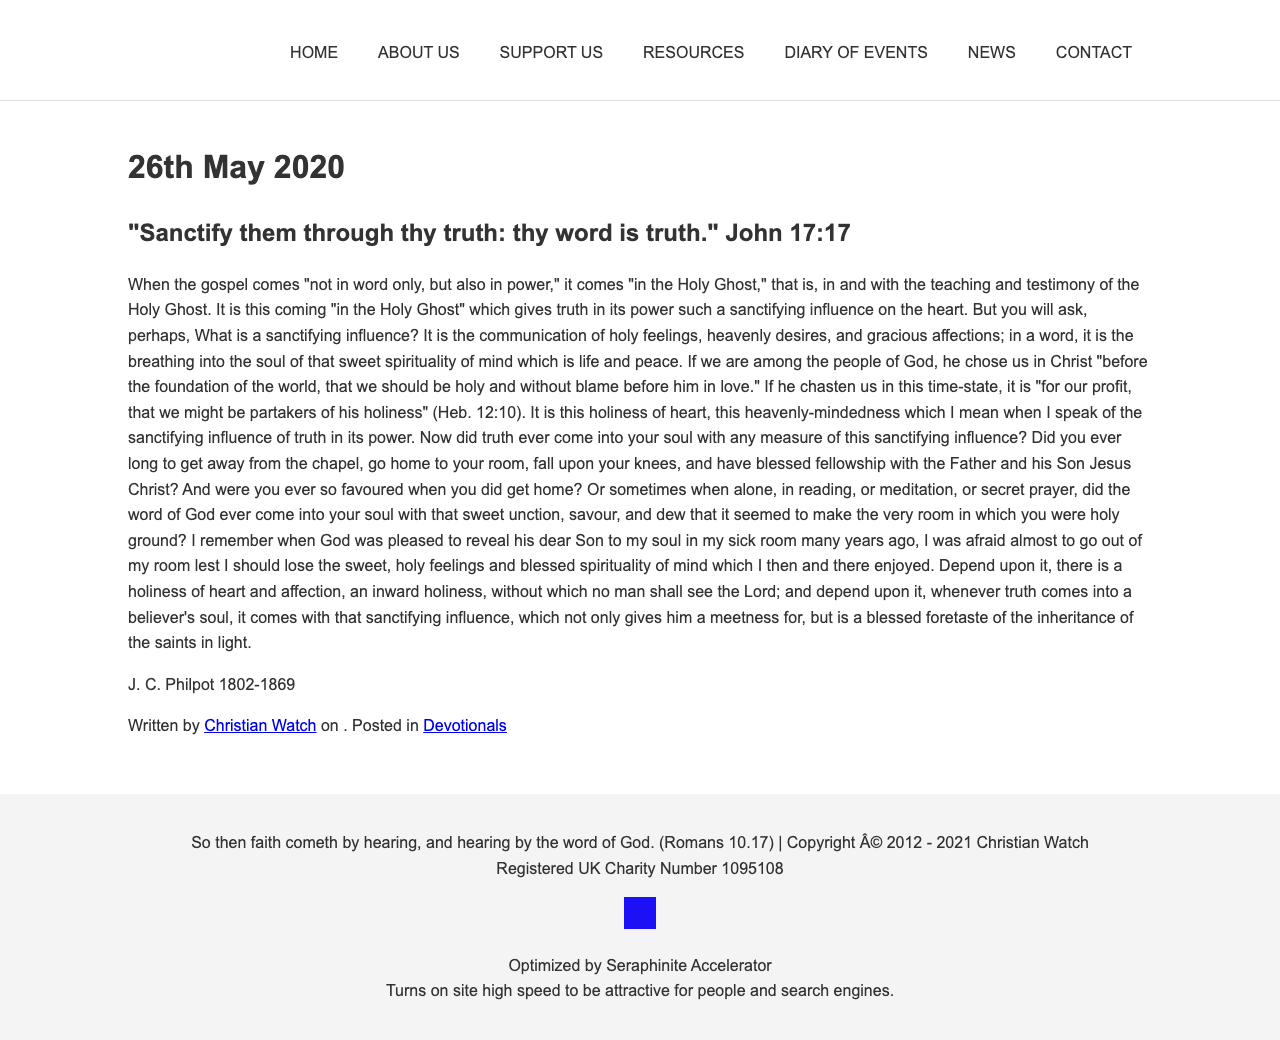 HOME ABOUT US SUPPORT US RESOURCES DIARY OF EVENTS NEWS CONTACT
26th May 2020
"Sanctify them through thy truth: thy word is truth." John 17:17
When the gospel comes "not in word only, but also in power," it comes "in the Holy Ghost," that is, in and with the teaching and testimony of the
Holy Ghost. It is this coming "in the Holy Ghost" which gives truth in its power such a sanctifying influence on the heart. But you will ask,
perhaps, What is a sanctifying influence? It is the communication of holy feelings, heavenly desires, and gracious affections; in a word, it is the
breathing into the soul of that sweet spirituality of mind which is life and peace. If we are among the people of God, he chose us in Christ "before
the foundation of the world, that we should be holy and without blame before him in love." If he chasten us in this time-state, it is "for our profit,
that we might be partakers of his holiness" (Heb. 12:10). It is this holiness of heart, this heavenly-mindedness which I mean when I speak of the
sanctifying influence of truth in its power. Now did truth ever come into your soul with any measure of this sanctifying influence? Did you ever
long to get away from the chapel, go home to your room, fall upon your knees, and have blessed fellowship with the Father and his Son Jesus
Christ? And were you ever so favoured when you did get home? Or sometimes when alone, in reading, or meditation, or secret prayer, did the
word of God ever come into your soul with that sweet unction, savour, and dew that it seemed to make the very room in which you were holy
ground? I remember when God was pleased to reveal his dear Son to my soul in my sick room many years ago, I was afraid almost to go out of
my room lest I should lose the sweet, holy feelings and blessed spirituality of mind which I then and there enjoyed. Depend upon it, there is a
holiness of heart and affection, an inward holiness, without which no man shall see the Lord; and depend upon it, whenever truth comes into a
believer's soul, it comes with that sanctifying influence, which not only gives him a meetness for, but is a blessed foretaste of the inheritance of
the saints in light.
J. C. Philpot 1802-1869
Written by Christian Watch on . Posted in Devotionals
So then faith cometh by hearing, and hearing by the word of God. (Romans 10.17) | Copyright Â© 2012 - 2021 Christian Watch
Registered UK Charity Number 1095108
Optimized by Seraphinite Accelerator
Turns on site high speed to be attractive for people and search engines.